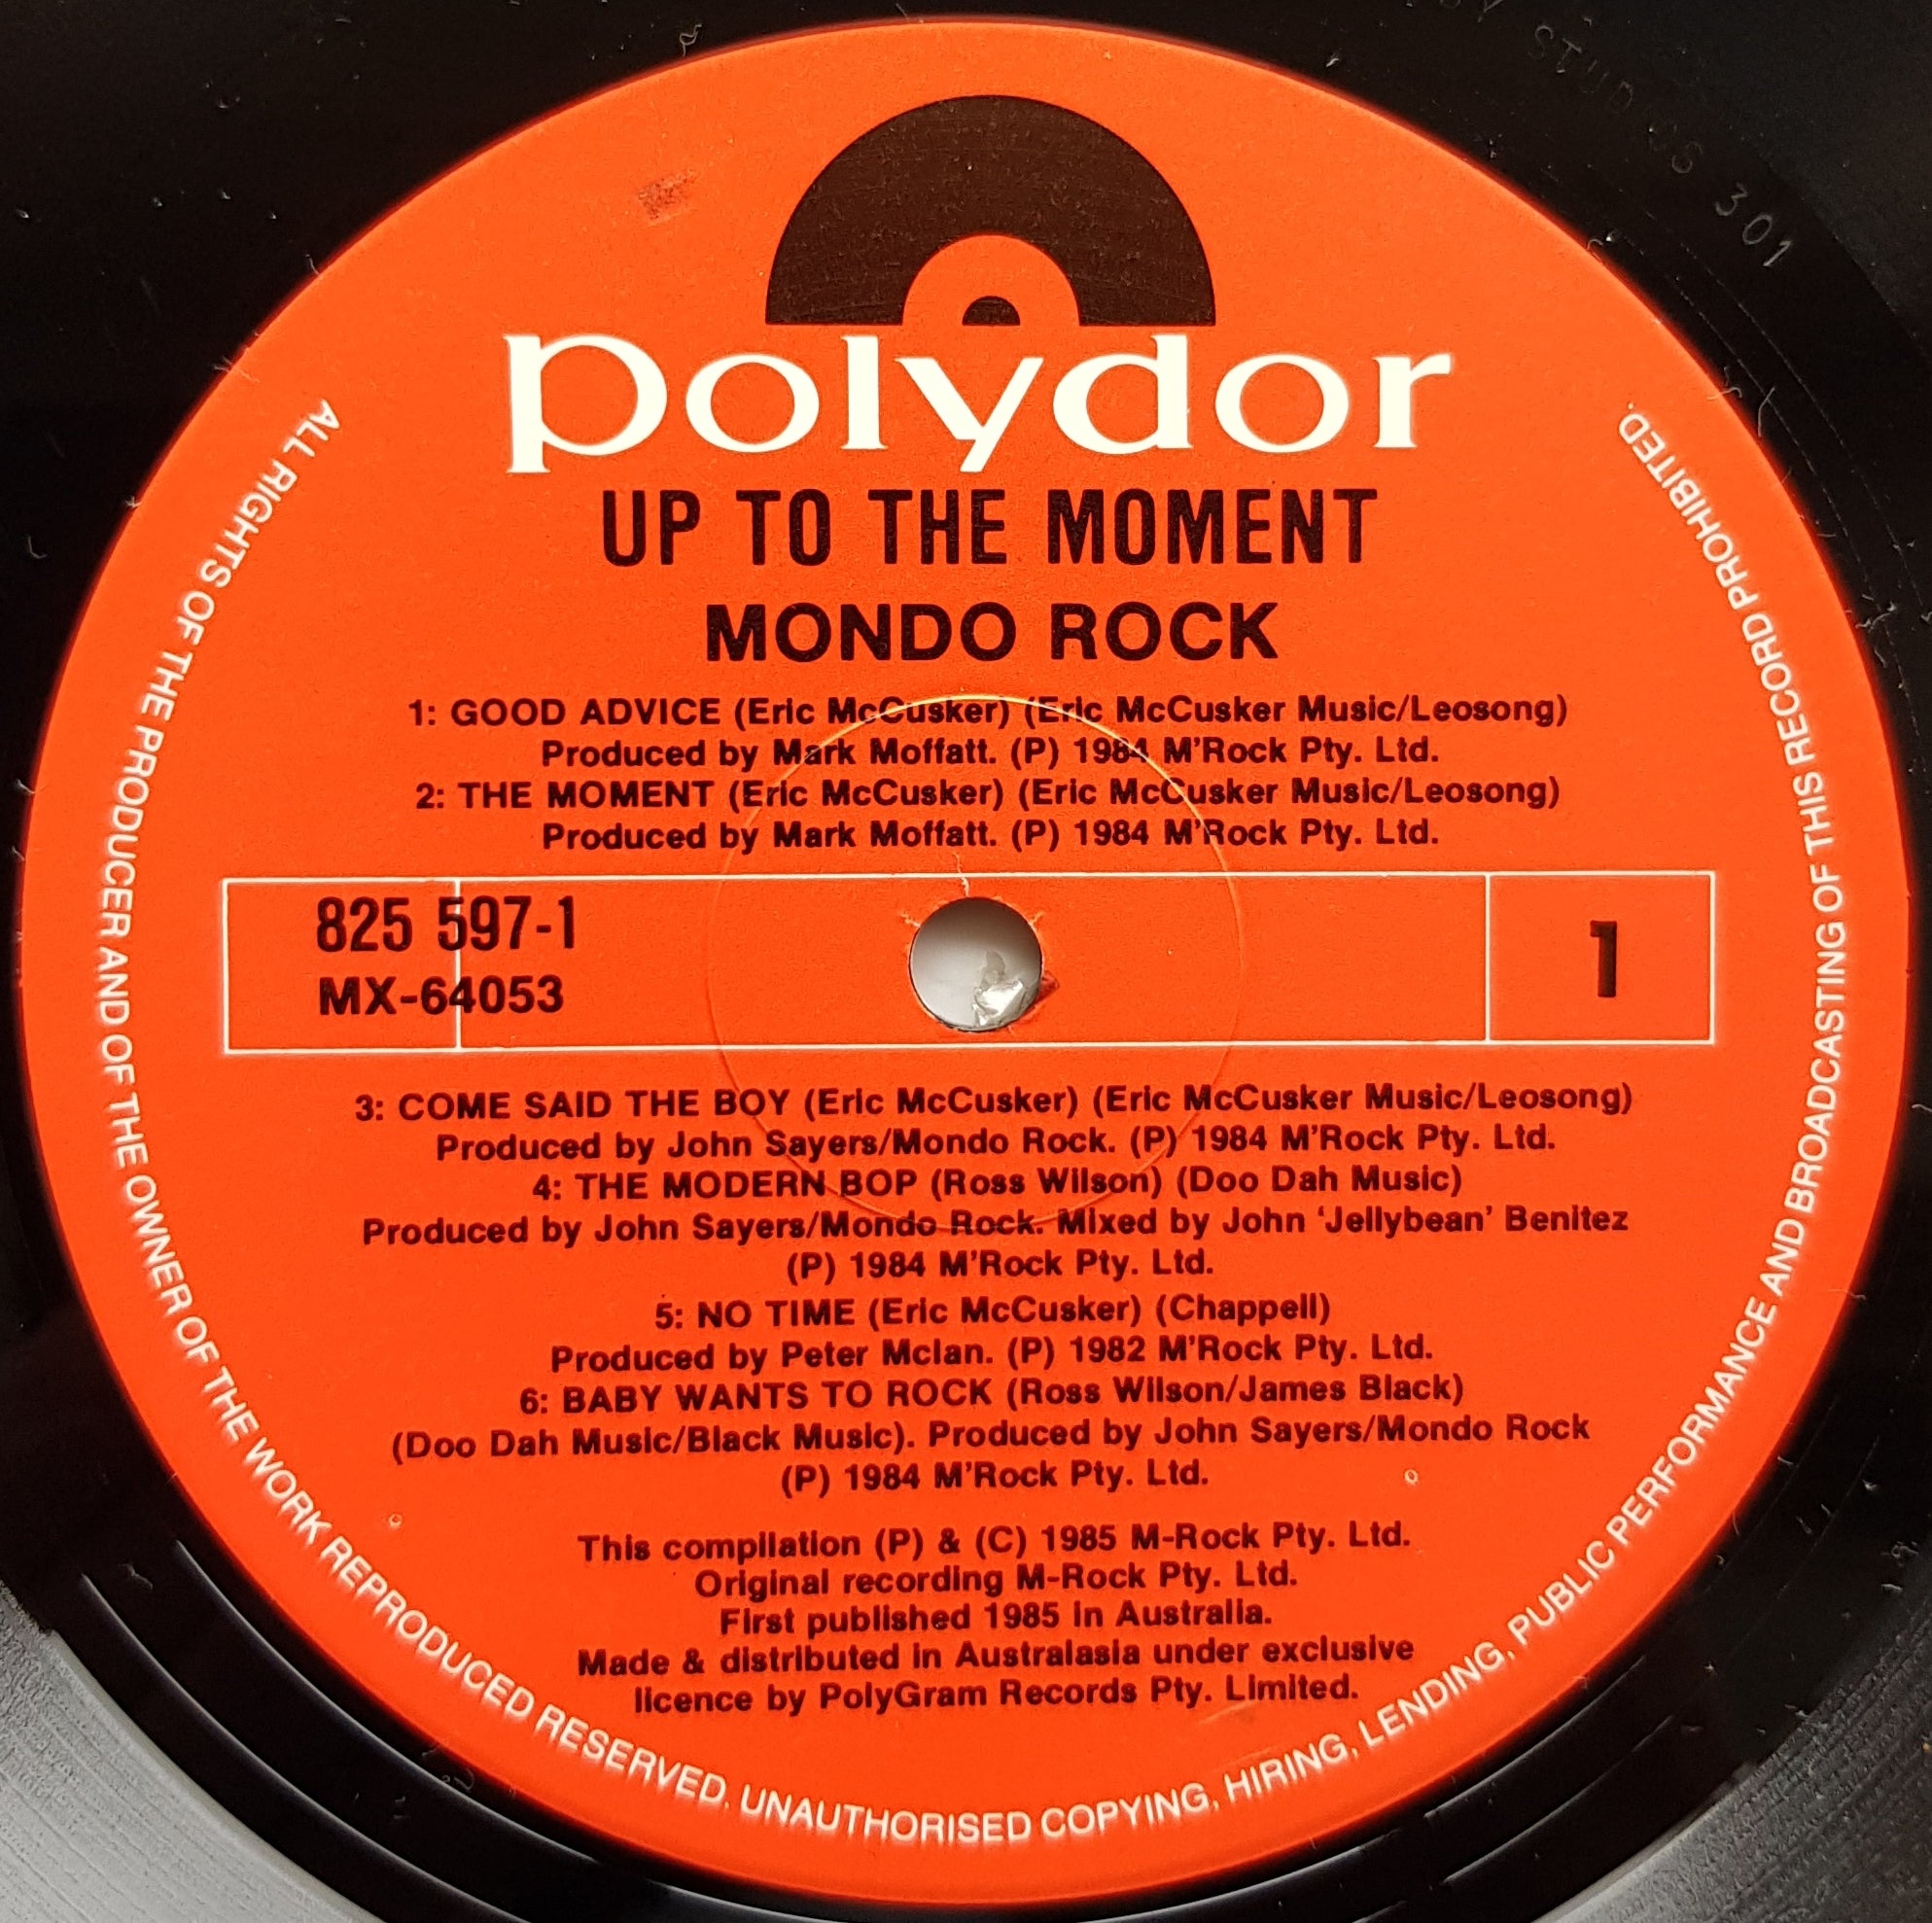 polydor
UP TO THE MOMENT
MONDO ROCK
1: GOOD ADVICE (Eric McCusker) (Eric McCusker Music/Leosong)
Produced by Mark Moffatt. (P) 1984 M'Rock Pty. Ltd.
2: THE MOMENT (Eric McCusker) (Eric McCusker Music/Leosong)
Produced by Mark Moffatt. (P) 1984 M'Rock Pty. Ltd.
825 597-1
MX-64053
1
3: COME SAID THE BOY (Eric McCusker) (Eric McCusker Music/Leosong)
Produced by John Sayers/Mondo Rock. (P) 1984 M'Rock Pty. Ltd.
4: THE MODERN BOP (Ross Wilson) (Doo Dah Music)
Produced by John Sayers/Mondo Rock. Mixed by John 'Jellybean' Benitez
(P) 1984 M'Rock Pty. Ltd.
5: NO TIME (Eric McCusker) (Chappell)
Produced by Peter McIan. (P) 1982 M'Rock Pty. Ltd.
6: BABY WANTS TO ROCK (Ross Wilson/James Black)
(Doo Dah Music/Black Music). Produced by John Sayers/Mondo Rock
(P) 1984 M'Rock Pty. Ltd.
This compilation (P) & (C) 1985 M-Rock Pty. Ltd.
Original recording M-Rock Pty. Ltd.
First published 1985 in Australia.
Made & distributed in Australasia under exclusive
licence by PolyGram Records Pty. Limited.
ALL RIGHTS OF THE PRODUCER AND OF THE OWNER OF THE WORK REPRODUCED RESERVED. UNAUTHORISED COPYING, HIRING, LENDING, PUBLIC PERFORMANCE AND BROADCASTING OF THIS RECORD PROHIBITED.
301